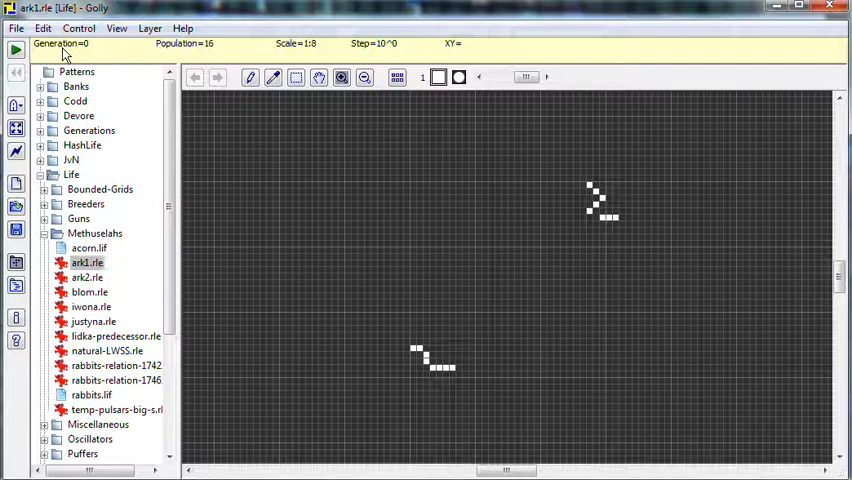 ark1.rle [Life] - Golly
File Edit Control View Layer Help
Generation=0 Population=16 Scale=1:8 Step=10^0 XY=
1
Patterns
Banks
Codd
Devore
Generations
HashLife
JvN
Life
Bounded-Grids
Breeders
Guns
Methuselahs
acorn.lif
ark1.rle
ark2.rle
blom.rle
iwona.rle
justyna.rle
lidka-predecessor.rle
natural-LWSS.rle
rabbits-relation-1742
rabbits-relation-1746
rabbits.lif
temp-pulsars-big-s.rl
Miscellaneous
Oscillators
Puffers